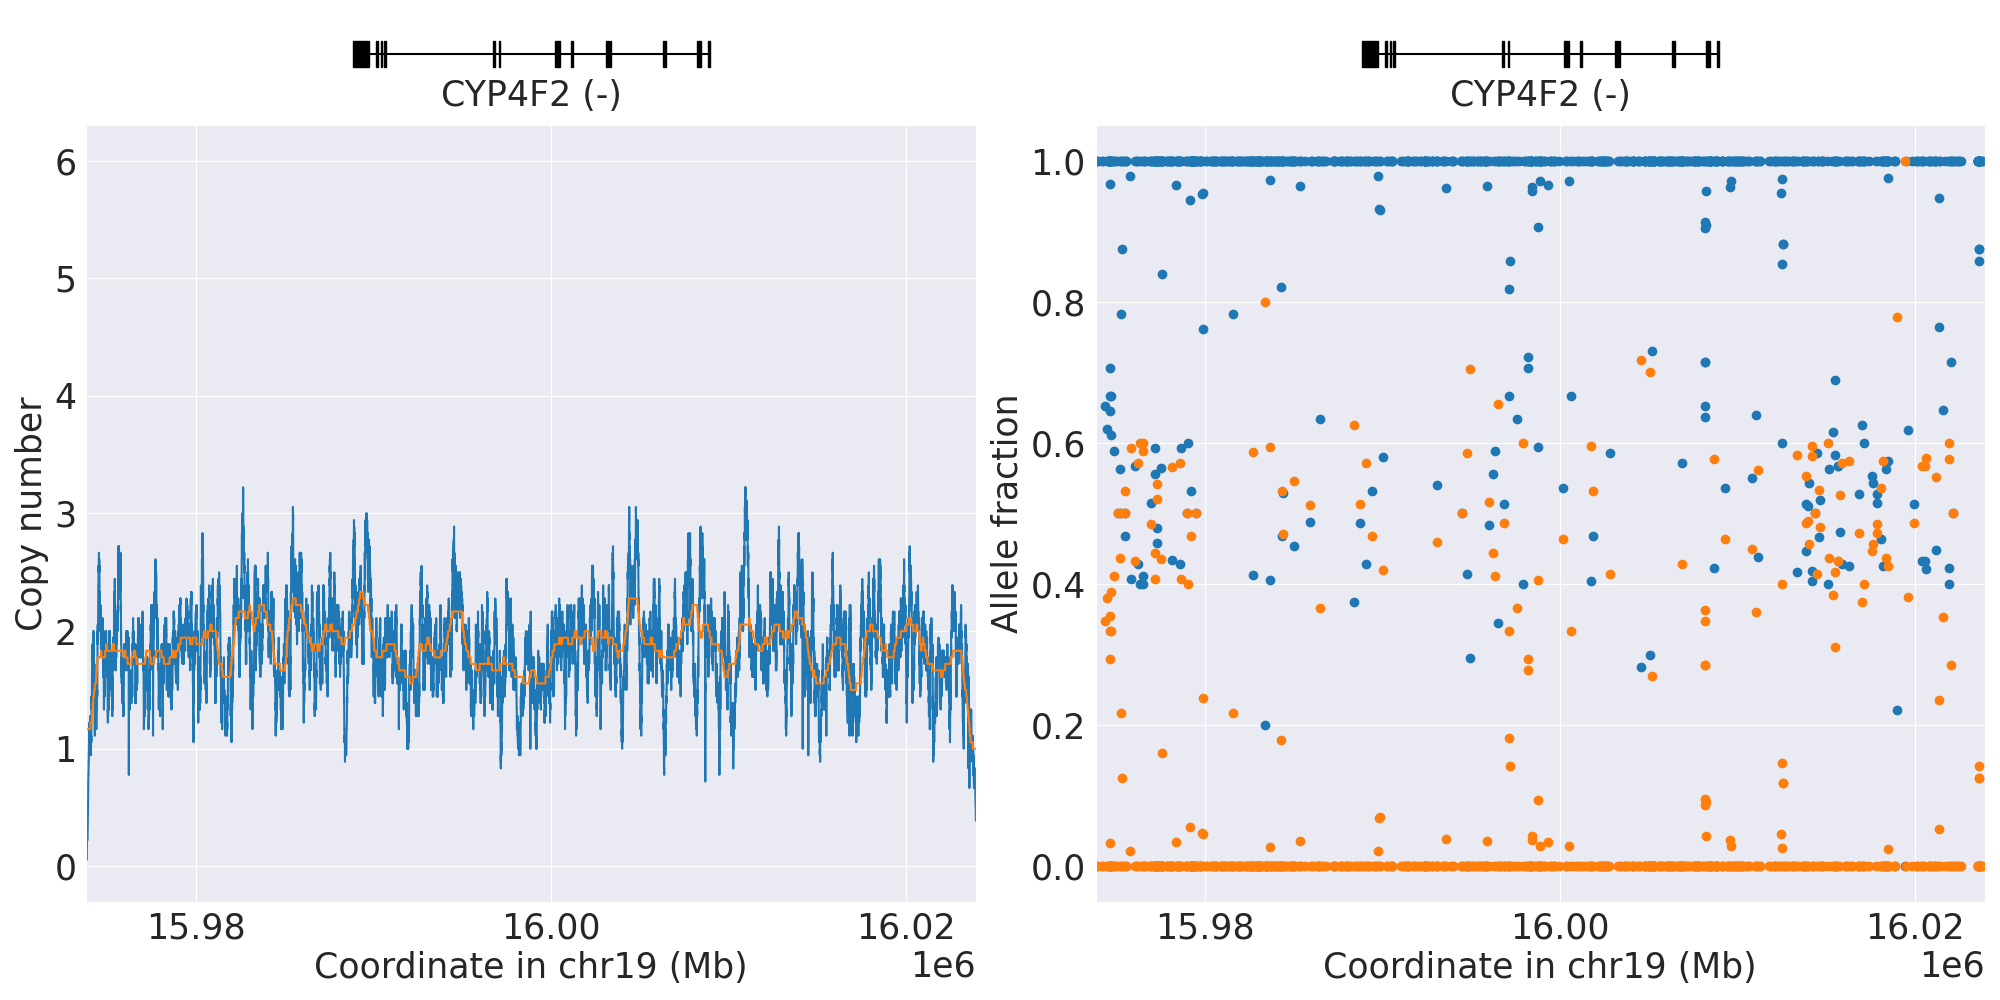 CYP4F2 (-)
Copy number
6
5
4
3
2
1
0
15.98
16.00
16.02
Coordinate in chr19 (Mb)
1e6
CYP4F2 (-)
Allele fraction
1.0
0.8
0.6
0.4
0.2
0.0
15.98
16.00
16.02
Coordinate in chr19 (Mb)
1e6